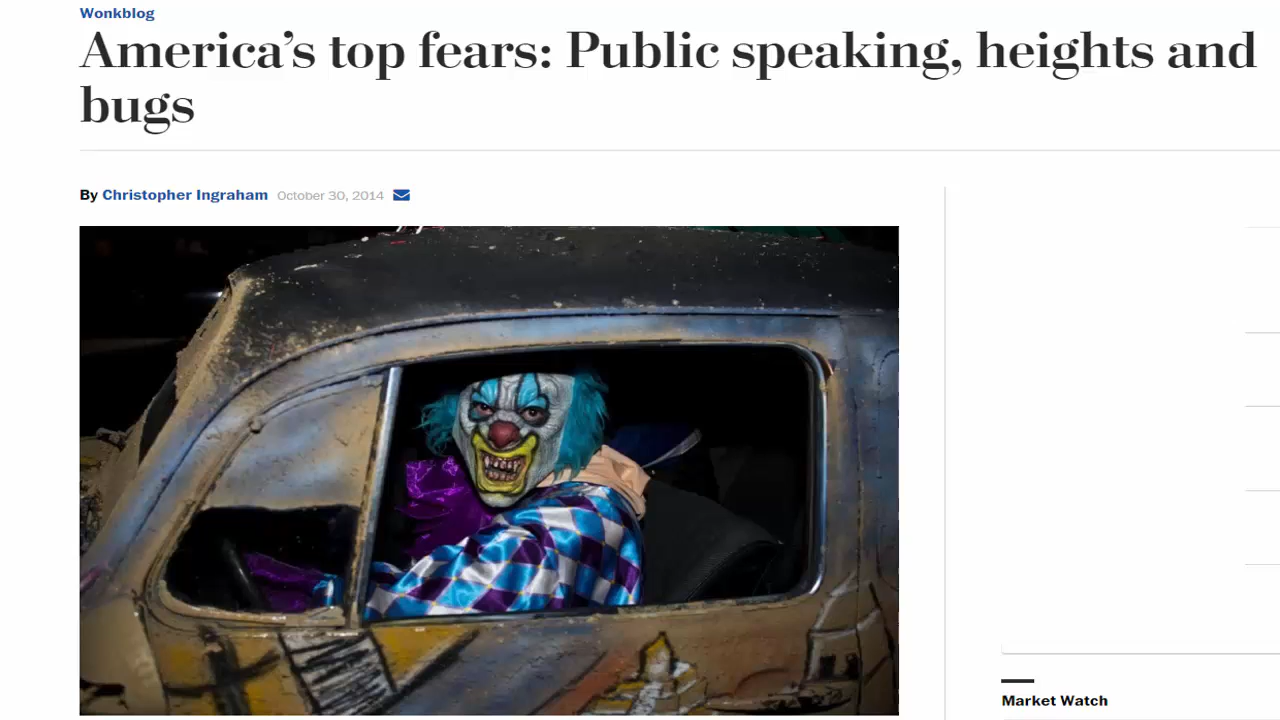 Wonkblog
America’s top fears: Public speaking, heights and
bugs
By Christopher Ingraham October 30, 2014
Market Watch